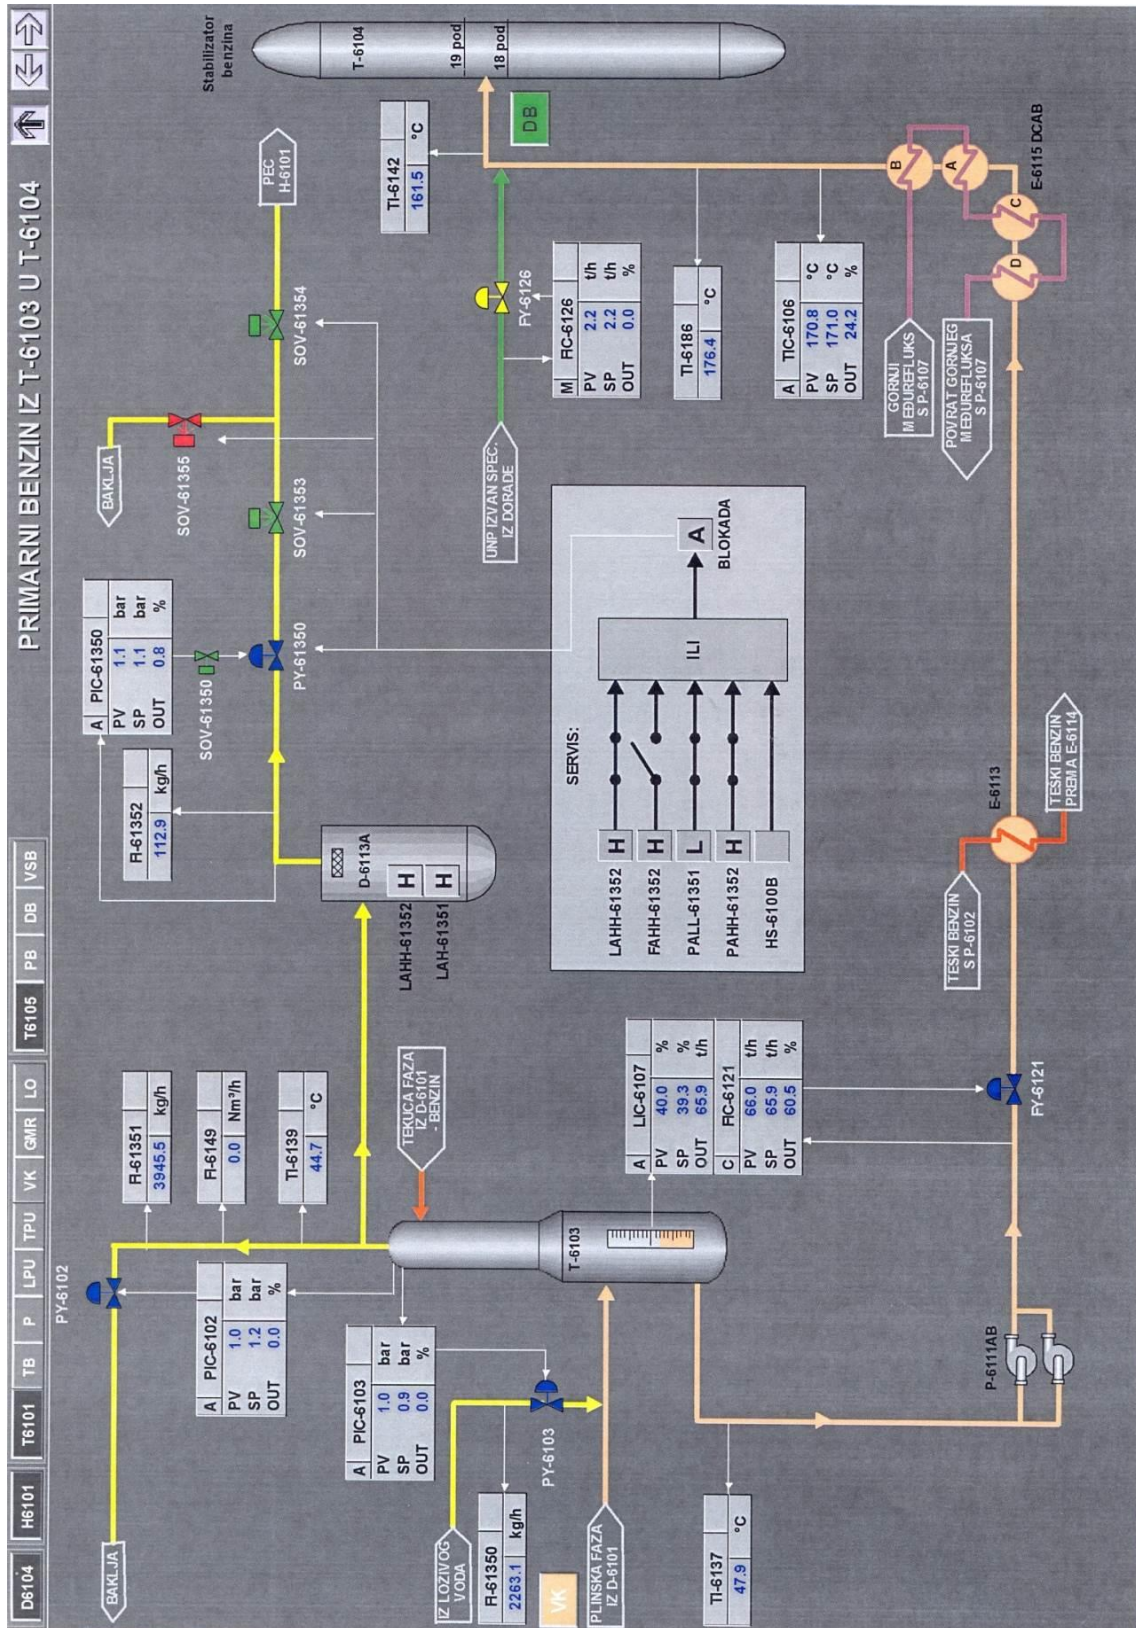 D6104
H6101
T6101
TB
P
LPU
TPU
VK
GMR
LO
T6105
PB
DB
VSB
PRIMARNI BENZIN IZ T-6103 U T-6104
BAKLJA
PY-6102
FI-61351
3945.5 kg/h
FI-6149
0.0 Nm³/h
TI-6139
44.7 °C
A PIC-6102
PV 1.0 bar
SP 1.2 bar
OUT 0.0 %
A PIC-6103
PV 1.0 bar
SP 0.9 bar
OUT 0.0 %
PY-6103
IZ LOZIVOG
VODA
FI-61350
2263.1 kg/h
VK
PLINSKA FAZA
IZ D-6101
TI-6137
47.9 °C
TEKUCA FAZA
IZ D-6101
- BENZIN
T-6103
A LIC-6107
PV 40.0 %
SP 39.3 %
OUT 65.9 t/h
C FIC-6121
PV 66.0 t/h
SP 65.9 t/h
OUT 60.5 %
P-6111AB
FY-6121
FI-61352
112.9 kg/h
A PIC-61350
PV 1.1 bar
SP 1.1 bar
OUT 0.8 %
SOV-61350
PY-61350
D-6113A
LAHH-61352 H
LAH-61351 H
BAKLJA
SOV-61355
SOV-61353
SOV-61354
PEC
H-6101
SERVIS:
LAHH-61352 H
FAHH-61352 H
PALL-61351 L
PAHH-61352 H
HS-6100B
ILI
A
BLOKADA
TESKI BENZIN
S P-6102
E-6113
TESKI BENZIN
PREMA E-6114
UNP IZVAN SPEC.
IZ DORADE
FY-6126
M FIC-6126
PV 2.2 t/h
SP 2.2 t/h
OUT 0.0 %
TI-6142
161.5 °C
TI-6186
176.4 °C
A TIC-6106
PV 170.8 °C
SP 171.0 °C
OUT 24.2 %
GORNJI
MEĐUREFLUKS
S P-6107
POVRAT GORNJEG
MEĐUREFLUKSA
S P-6107
D
C
A
B
E-6115 DCAB
DB
Stabilizator
benzina
T-6104
19 pod
18 pod